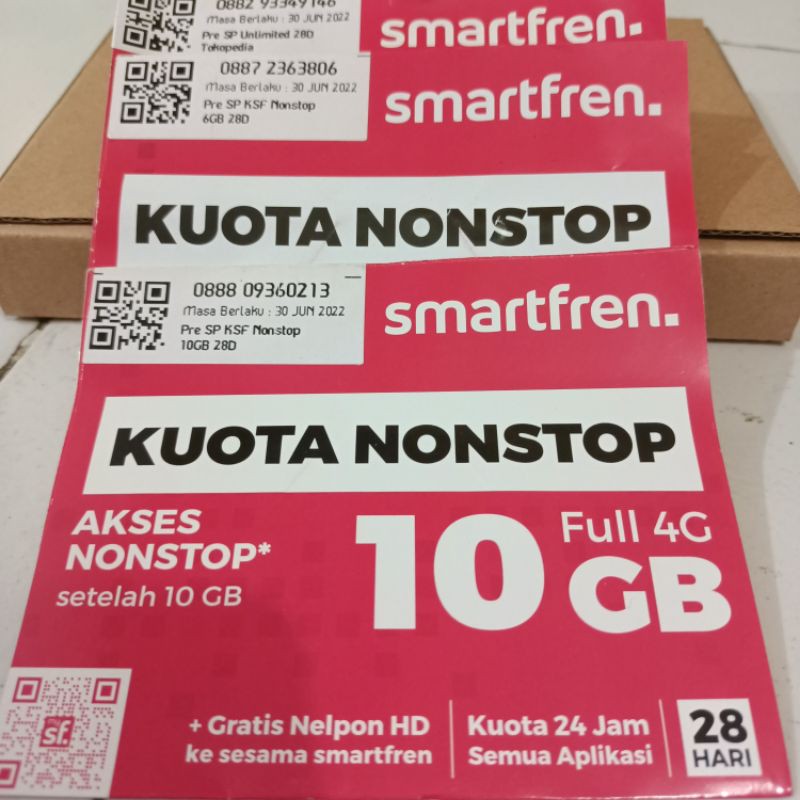 0882 93349146
Masa Berlaku : 30 JUN 2022
Pre SP Unlimited 28D
Tokopedia
smartfren.
0887 2363806
Masa Berlaku : 30 JUN 2022
Pre SP KSF Nonstop
6GB 28D
smartfren.
KUOTA NONSTOP
0888 09360213
Masa Berlaku : 30 JUN 2022
Pre SP KSF Nonstop
10GB 28D
smartfren.
KUOTA NONSTOP
AKSES
NONSTOP*
setelah 10 GB
10 GB
Full 4G
my
sf.
+ Gratis Nelpon HD
ke sesama smartfren
Kuota 24 Jam
Semua Aplikasi
28
HARI